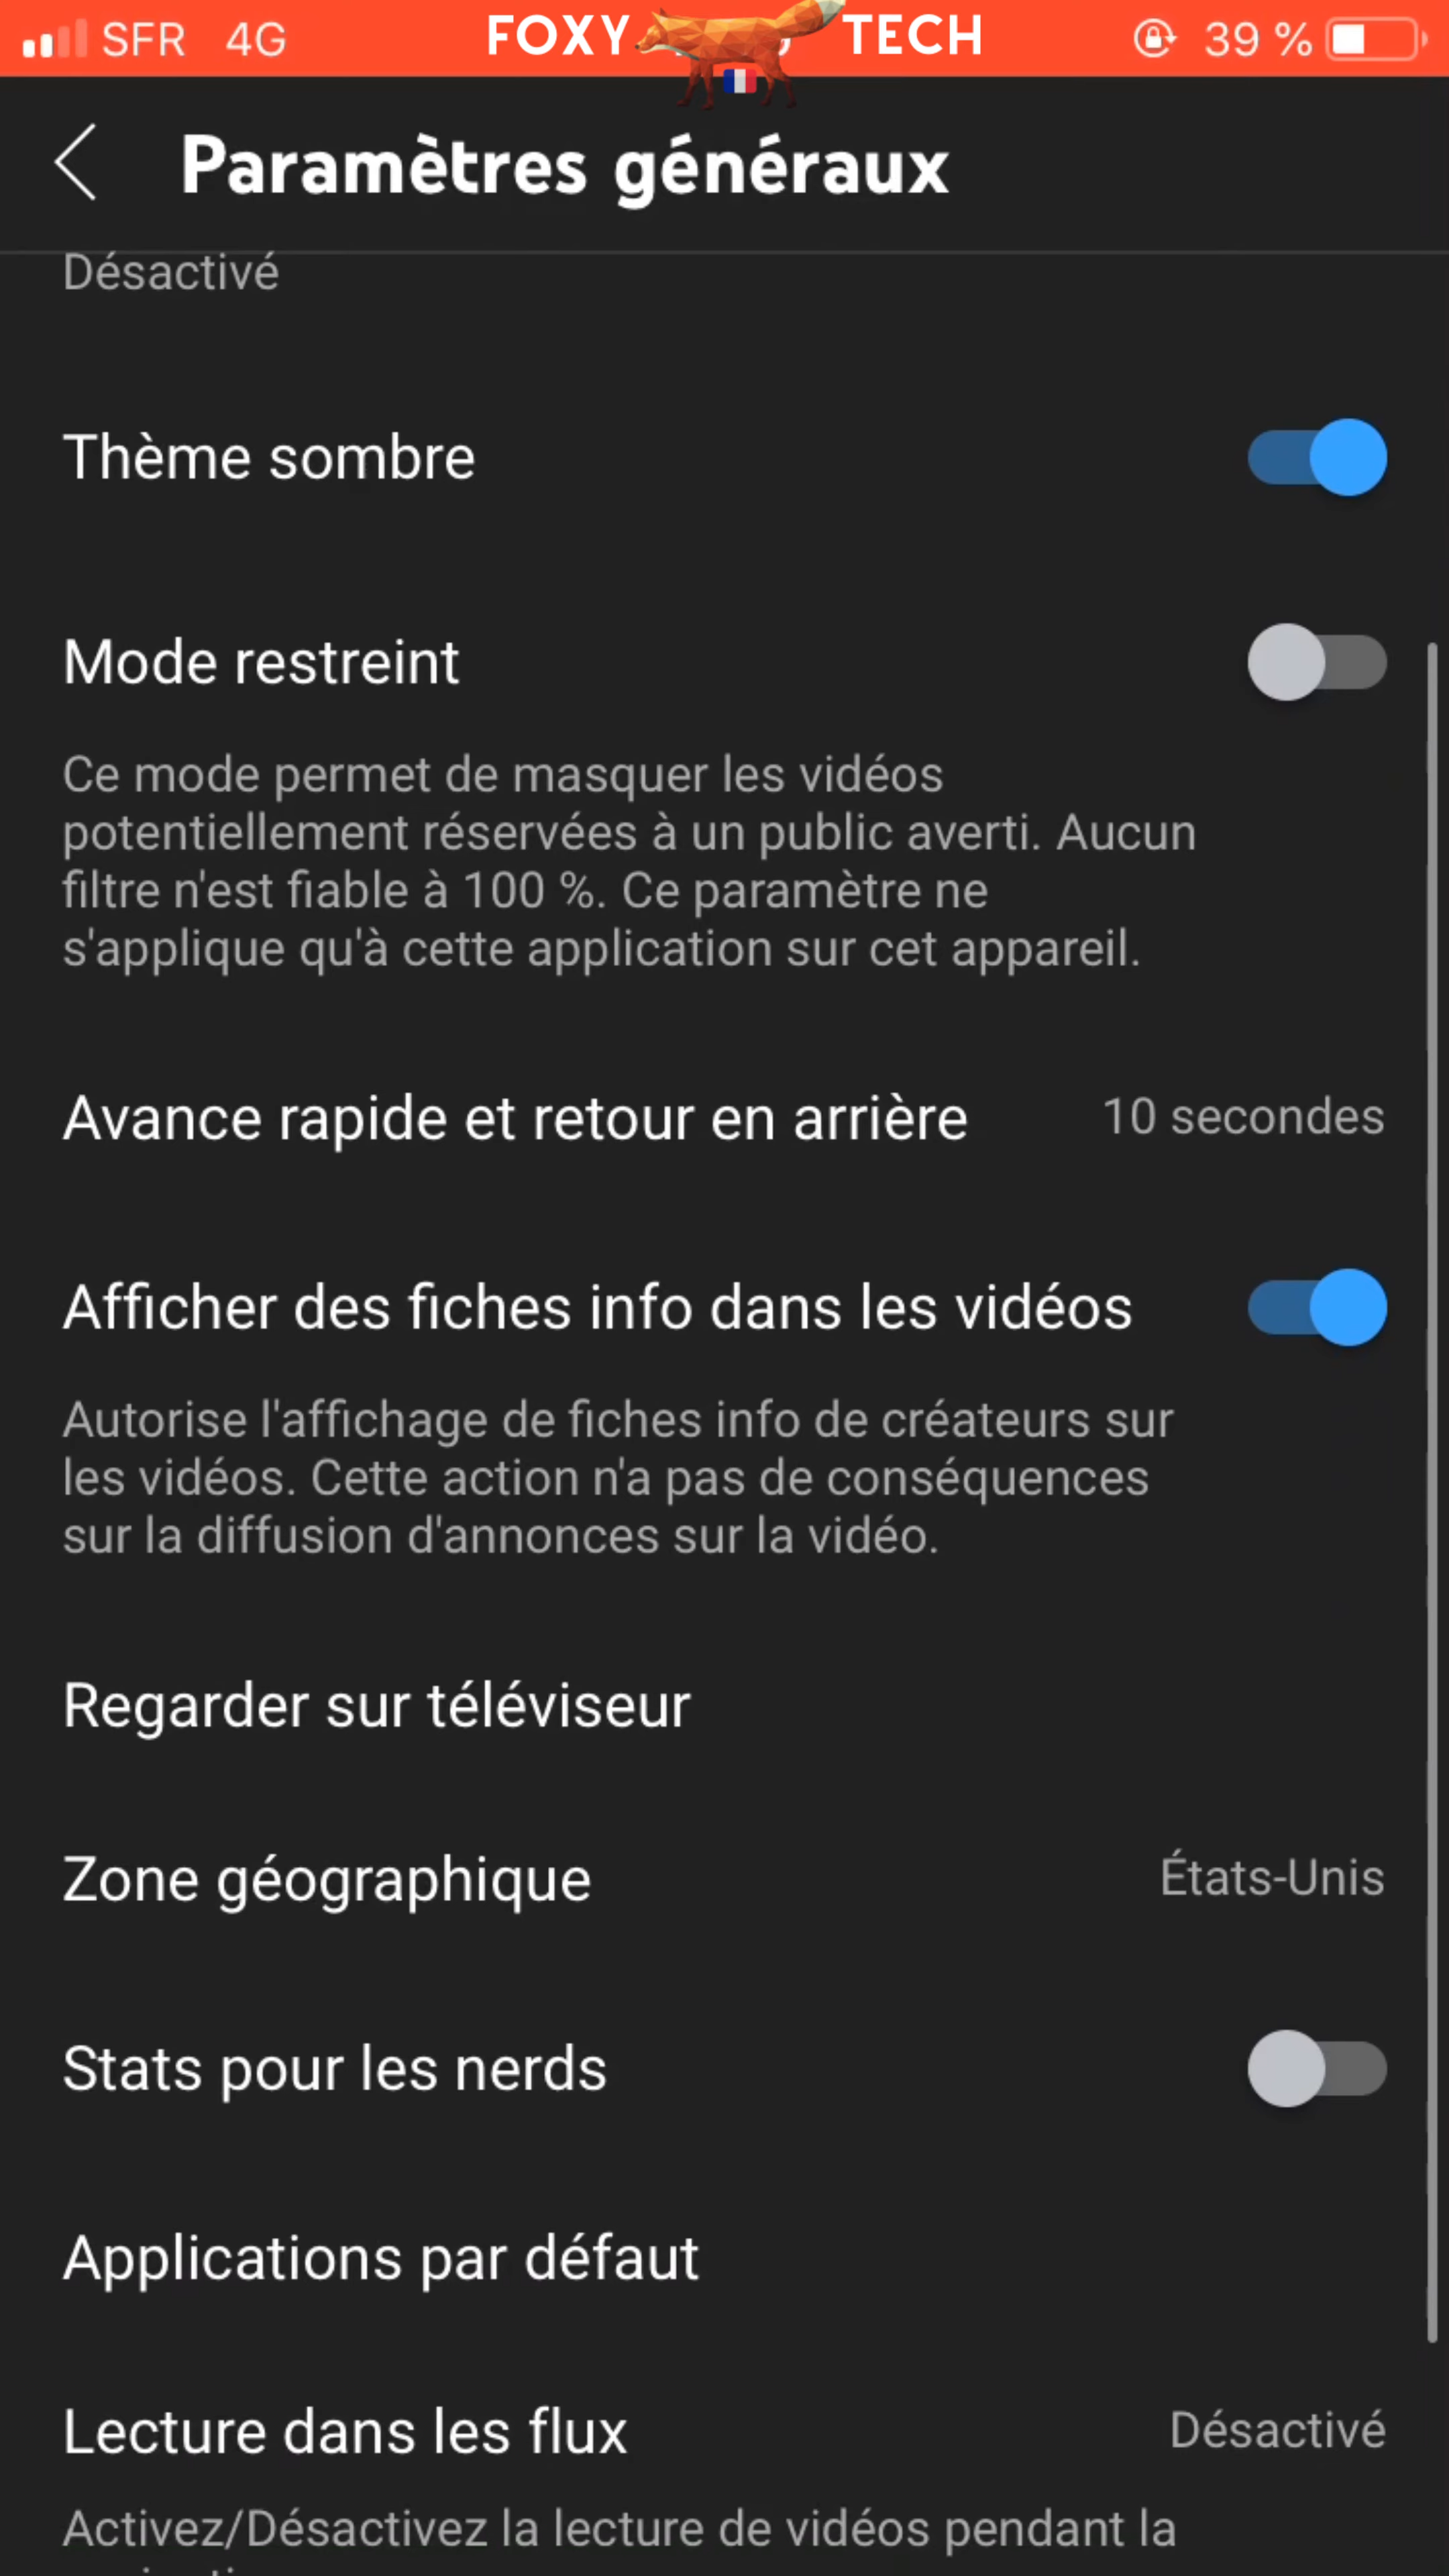 SFR 4G FOXY TECH 39 %
Paramètres généraux
Désactivé
Thème sombre
Mode restreint
Ce mode permet de masquer les vidéos
potentiellement réservées à un public averti. Aucun
filtre n'est fiable à 100 %. Ce paramètre ne
s'applique qu'à cette application sur cet appareil.
Avance rapide et retour en arrière 10 secondes
Afficher des fiches info dans les vidéos
Autorise l'affichage de fiches info de créateurs sur
les vidéos. Cette action n'a pas de conséquences
sur la diffusion d'annonces sur la vidéo.
Regarder sur téléviseur
Zone géographique États-Unis
Stats pour les nerds
Applications par défaut
Lecture dans les flux Désactivé
Activez/Désactivez la lecture de vidéos pendant la